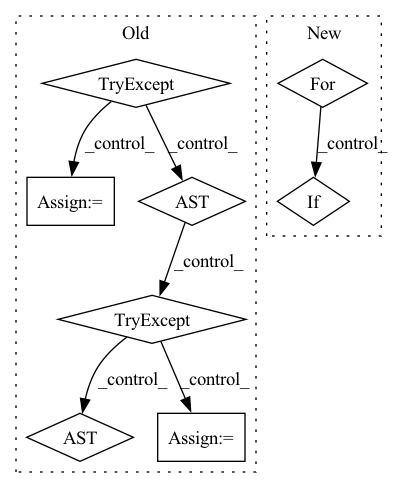 Old
New
TryExcept
For
_control_
_control_
_control_
Assign:=
AST
If
_control_
TryExcept
_control_
_control_
AST
Assign:=